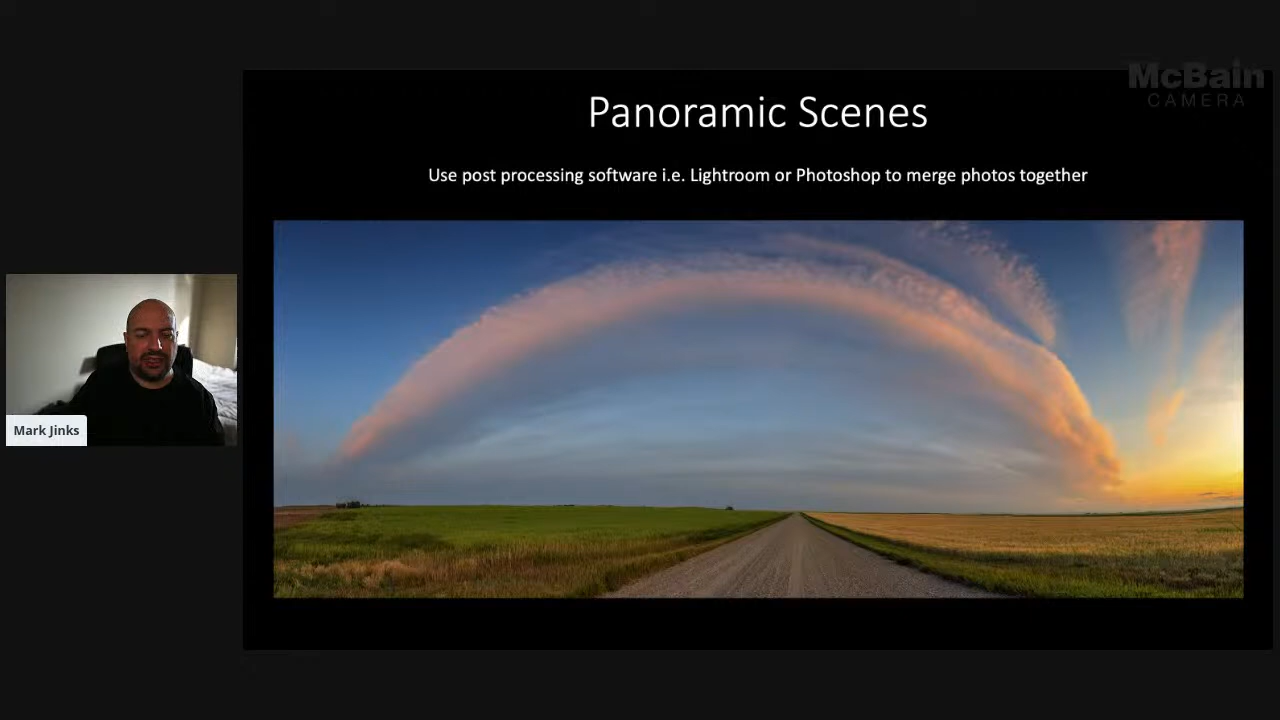 McBain
CAMERA
Panoramic Scenes
Use post processing software i.e. Lightroom or Photoshop to merge photos together
Mark Jinks